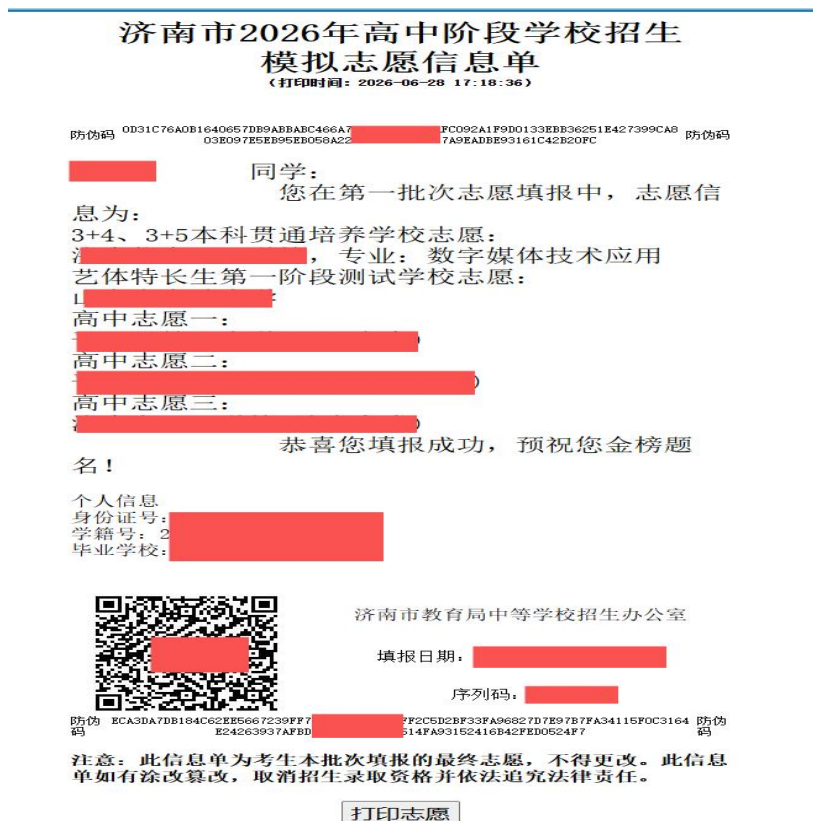 济南市2026年高中阶段学校招生
模拟志愿信息单
(打印时间：2026-06-28 17:18:36)
防伪码 0D31C76A0B1640657DB9ABBABC466A7 FC092A1F9D0133EBB36251E427399CA8 防伪码
03E097E5EB95EB058A22 7A9EADBE93161C42B20FC
同学：
您在第一批次志愿填报中，志愿信
息为：
3+4、3+5本科贯通培养学校志愿：
，专业：数字媒体技术应用
艺体特长生第一阶段测试学校志愿：
高中志愿一：
高中志愿二：
高中志愿三：
恭喜您填报成功，预祝您金榜题
名！
个人信息
身份证号：
学籍号：2
毕业学校：
济南市教育局中等学校招生办公室
填报日期：
序列码：
防伪码 ECA3DA7DB184C62EE5667239FF7 7F2C5D2BF33FA96827D7E97B7FA34115F0C3164 防伪码
E24263937AFBD 514FA93152416B42FED0524F7
注意：此信息单为考生本批次填报的最终志愿，不得更改。此信息
单如有涂改篡改，取消招生录取资格并依法追究法律责任。
打印志愿